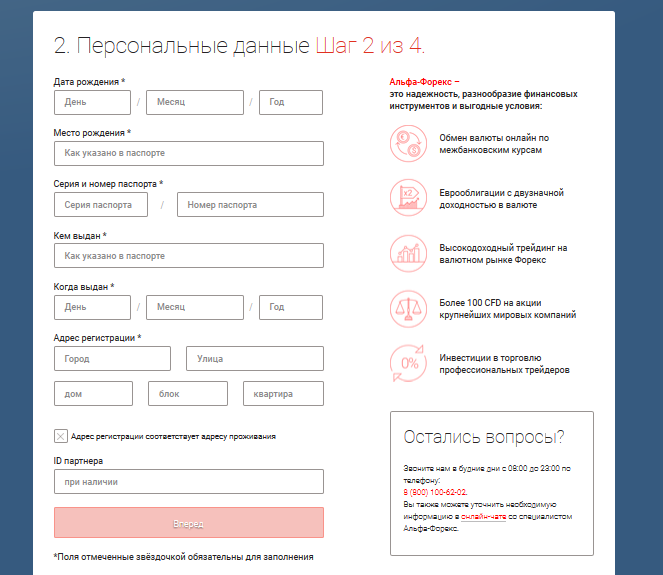 2. Персональные данные Шаг 2 из 4.
Дата рождения *
День / Месяц / Год
Место рождения *
Как указано в паспорте
Серия и номер паспорта *
Серия паспорта / Номер паспорта
Кем выдан *
Как указано в паспорте
Когда выдан *
День / Месяц / Год
Адрес регистрации *
Город Улица
дом блок квартира
Адрес регистрации соответствует адресу проживания
ID партнера
при наличии
Вперед
*Поля отмеченные звёздочкой обязательны для заполнения
Альфа-Форекс –
это надежность, разнообразие финансовых
инструментов и выгодные условия:
Обмен валюты онлайн по
межбанковским курсам
x2
Еврооблигации с двузначной
доходностью в валюте
Высокодоходный трейдинг на
валютном рынке Форекс
Более 100 CFD на акции
крупнейших мировых компаний
0%
Инвестиции в торговлю
профессиональных трейдеров
Остались вопросы?
Звоните нам в будние дни с 08:00 до 23:00 по
телефону:
8 (800) 100-62-02.
Вы также можете уточнить необходимую
информацию в онлайн-чате со специалистом
Альфа-Форекс.